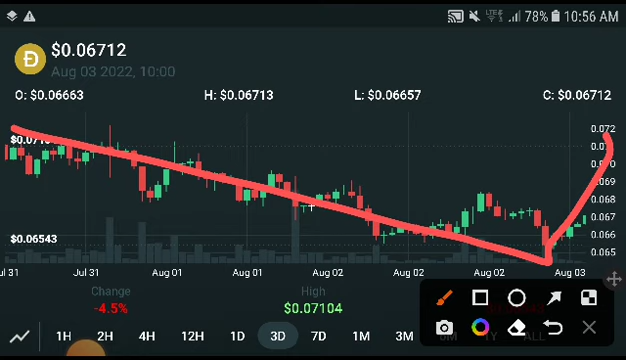 LTE 78% 10:56 AM
Ð $0.06712
Aug 03 2022, 10:00
O: $0.06663 H: $0.06713 L: $0.06657 C: $0.06712
0.072
0.069
0.068
0.067
0.066
$0.06543
0.065
Jul 31 Aug 01 Aug 01 Aug 02 Aug 02 Aug 02 Aug 03
Change High
-4.5% $0.07104
1H 2H 4H 12H 1D 3D 7D 1M 3M 6M 1Y ALL